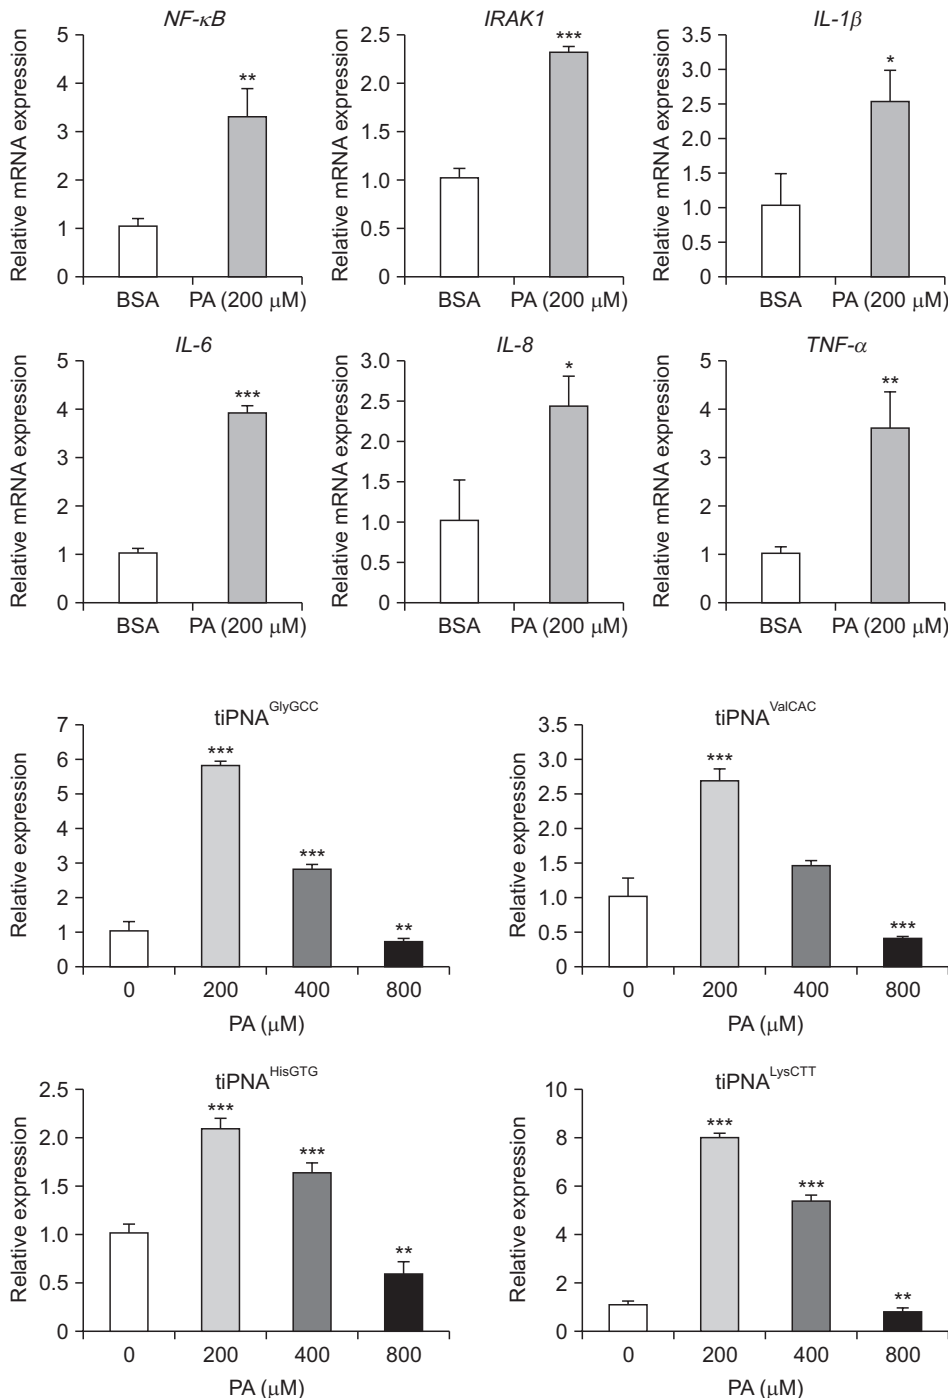 NF-κB
Relative mRNA expression
5
4
3
2
1
0
**
BSA
PA (200 μM)
IRAK1
Relative mRNA expression
2.5
2.0
1.5
1.0
0.5
0
***
BSA
PA (200 μM)
IL-1β
Relative mRNA expression
3.5
3.0
2.5
2.0
1.5
1.0
0.5
0
*
BSA
PA (200 μM)
IL-6
Relative mRNA expression
5
4
3
2
1
0
***
BSA
PA (200 μM)
IL-8
Relative mRNA expression
3.0
2.5
2.0
1.5
1.0
0.5
0
*
BSA
PA (200 μM)
TNF-α
Relative mRNA expression
5
4
3
2
1
0
**
BSA
PA (200 μM)
tiPNA^GlyGCC
Relative expression
7
6
5
4
3
2
1
0
***
***
**
0 200 400 800
PA (μM)
tiPNA^ValCAC
Relative expression
3.5
3.0
2.5
2.0
1.5
1.0
0.5
0
***
***
0 200 400 800
PA (μM)
tiPNA^HisGTG
Relative expression
2.5
2.0
1.5
1.0
0.5
0
***
***
**
0 200 400 800
PA (μM)
tiPNA^LysCTT
Relative expression
10
8
6
4
2
0
***
***
**
0 200 400 800
PA (μM)